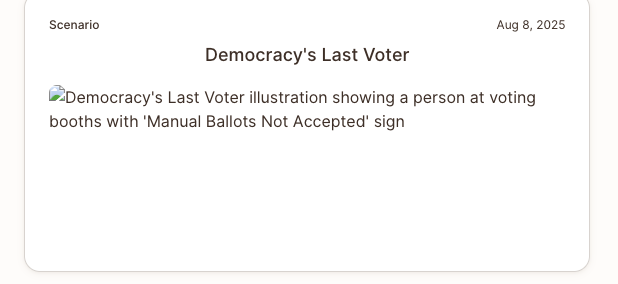 Scenario
Aug 8, 2025
Democracy's Last Voter
Democracy's Last Voter illustration showing a person at voting
booths with 'Manual Ballots Not Accepted' sign